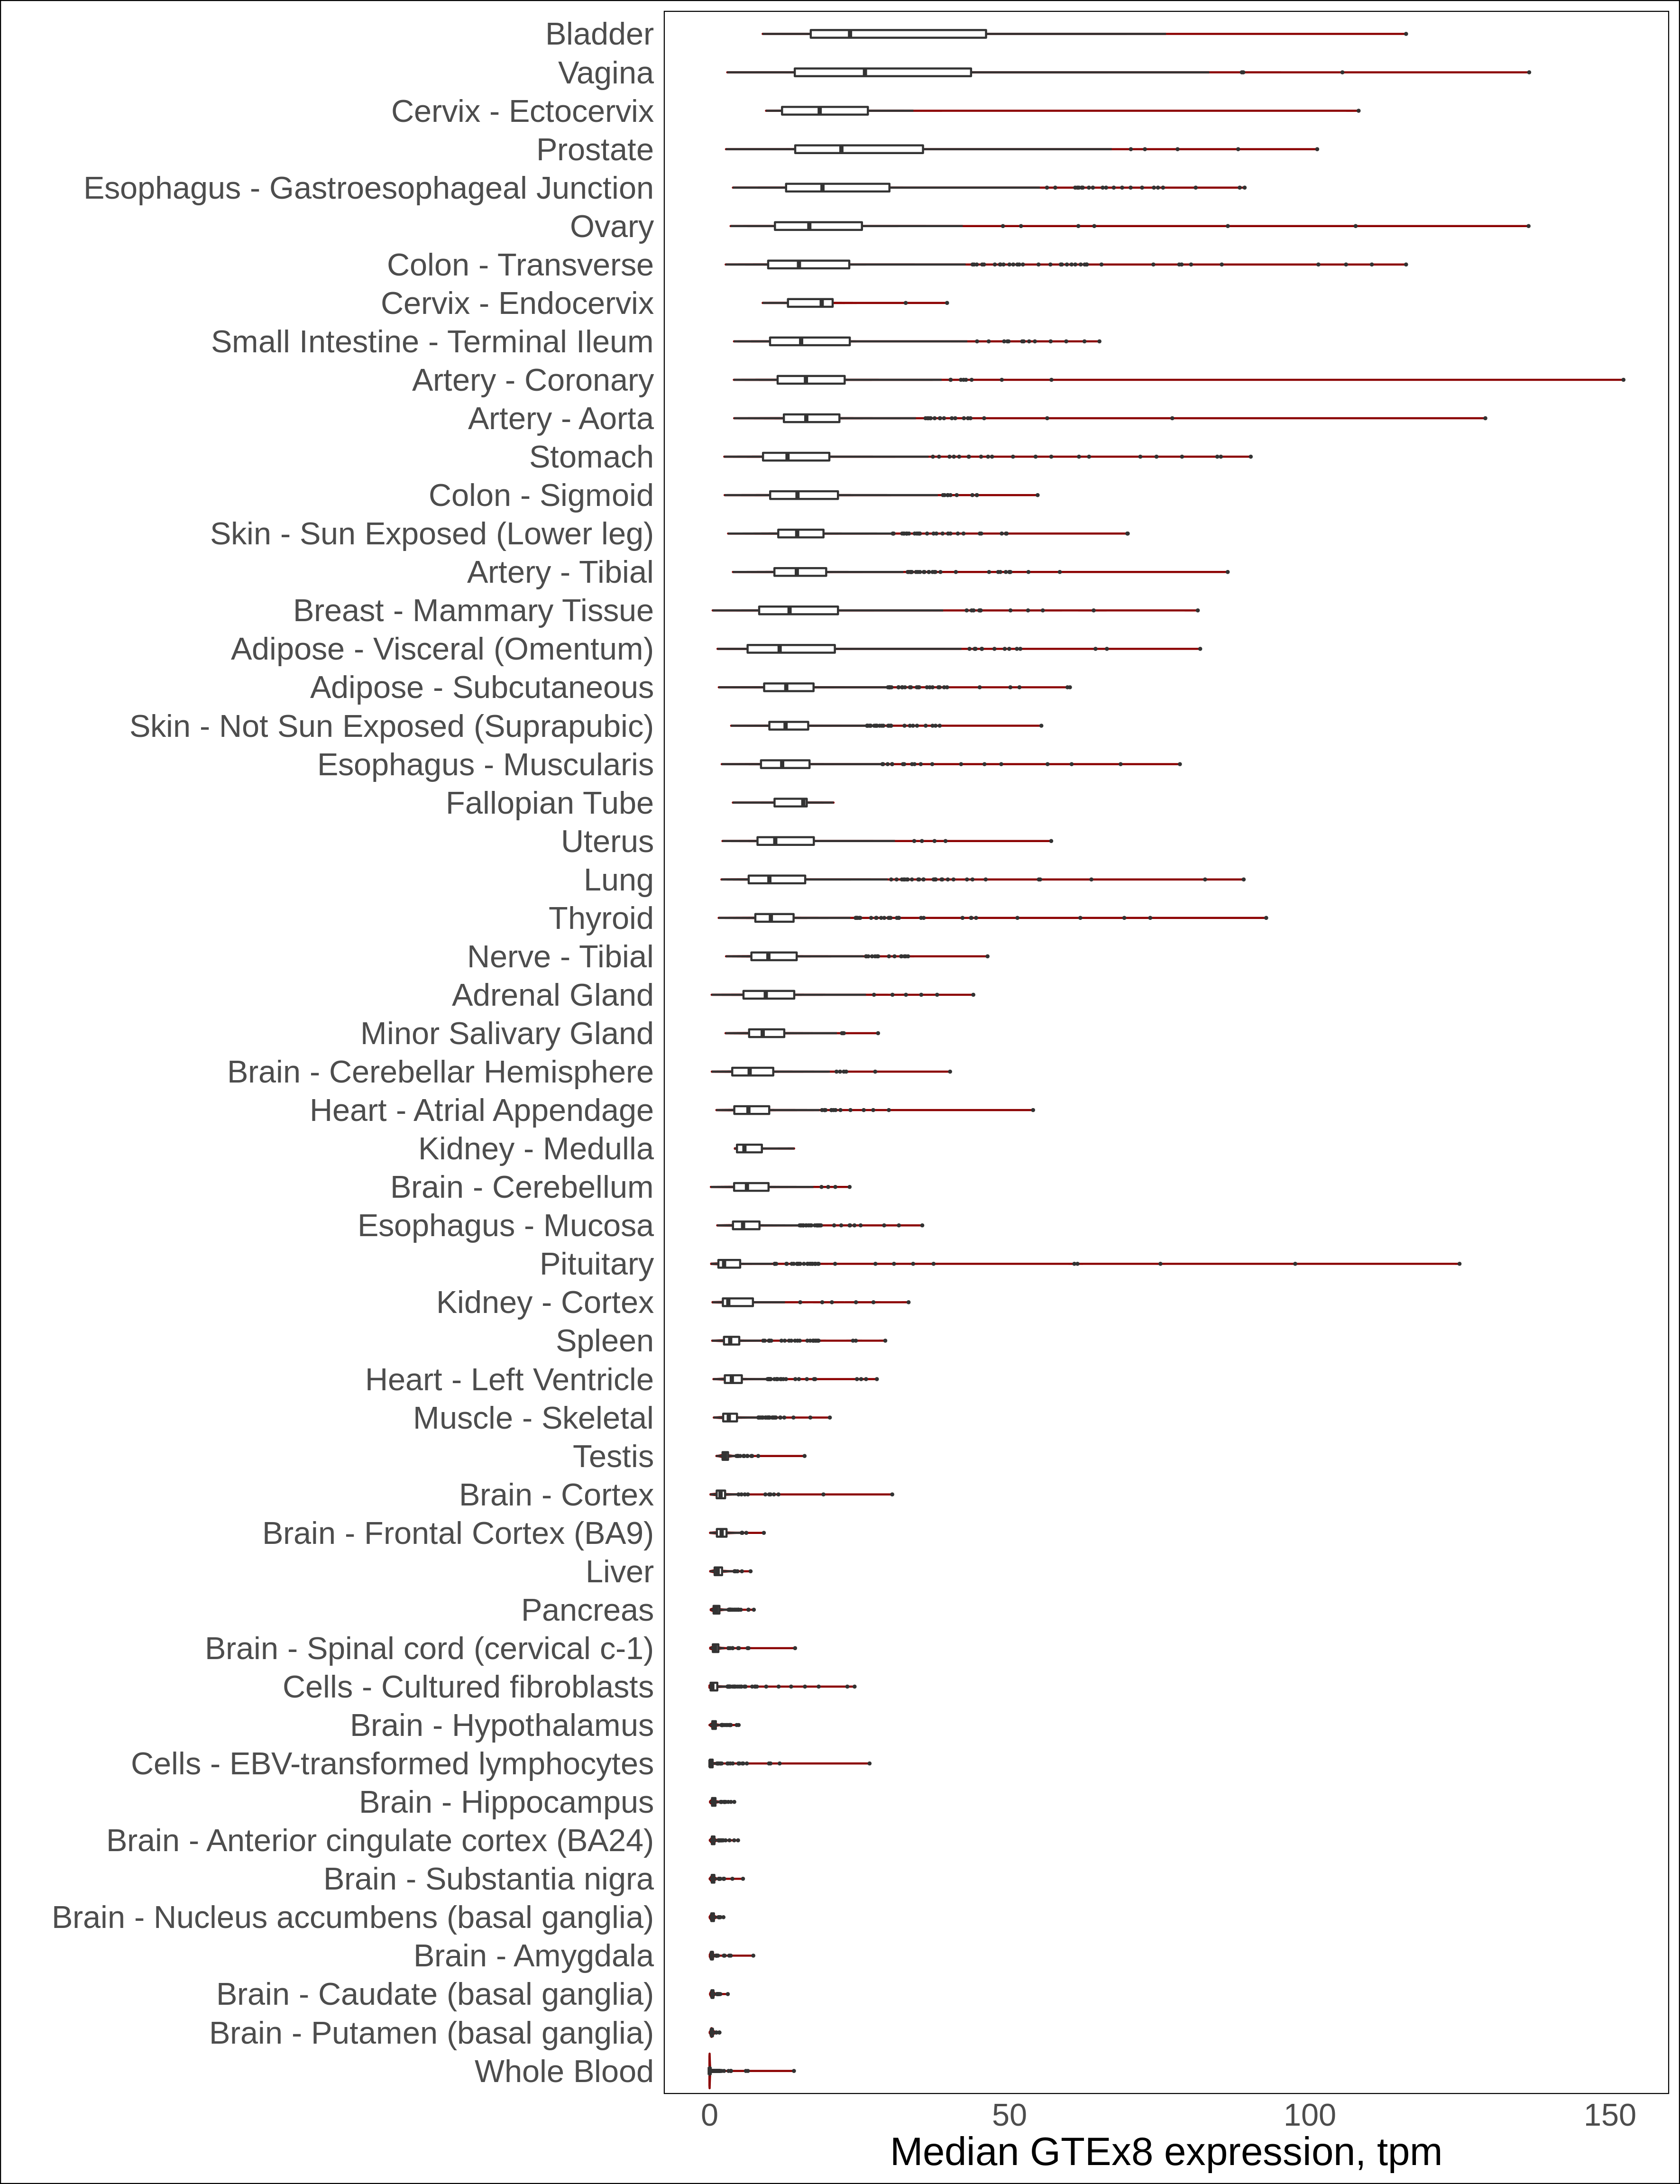 Bladder
Vagina
Cervix - Ectocervix
Prostate
Esophagus - Gastroesophageal Junction
Ovary
Colon - Transverse
Cervix - Endocervix
Small Intestine - Terminal Ileum
Artery - Coronary
Artery - Aorta
Stomach
Colon - Sigmoid
Skin - Sun Exposed (Lower leg)
Artery - Tibial
Breast - Mammary Tissue
Adipose - Visceral (Omentum)
Adipose - Subcutaneous
Skin - Not Sun Exposed (Suprapubic)
Esophagus - Muscularis
Fallopian Tube
Uterus
Lung
Thyroid
Nerve - Tibial
Adrenal Gland
Minor Salivary Gland
Brain - Cerebellar Hemisphere
Heart - Atrial Appendage
Kidney - Medulla
Brain - Cerebellum
Esophagus - Mucosa
Pituitary
Kidney - Cortex
Spleen
Heart - Left Ventricle
Muscle - Skeletal
Testis
Brain - Cortex
Brain - Frontal Cortex (BA9)
Liver
Pancreas
Brain - Spinal cord (cervical c-1)
Cells - Cultured fibroblasts
Brain - Hypothalamus
Cells - EBV-transformed lymphocytes
Brain - Hippocampus
Brain - Anterior cingulate cortex (BA24)
Brain - Substantia nigra
Brain - Nucleus accumbens (basal ganglia)
Brain - Amygdala
Brain - Caudate (basal ganglia)
Brain - Putamen (basal ganglia)
Whole Blood
0 50 100 150
Median GTEx8 expression, tpm